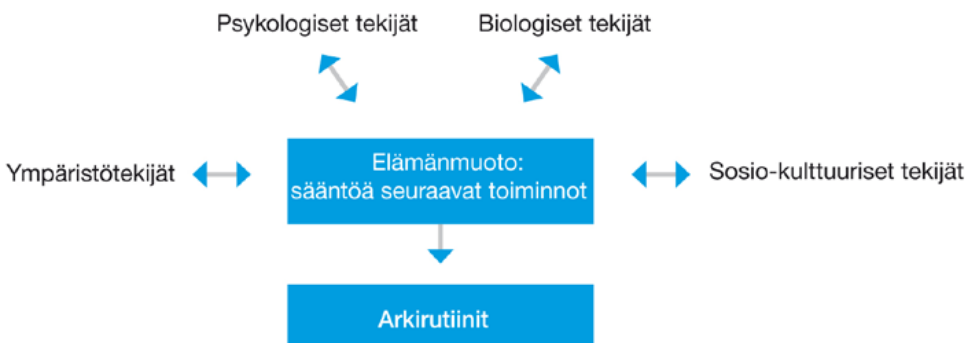 Psykologiset tekijät
Biologiset tekijät
Ympäristötekijät
Elämänmuoto:
sääntöä seuraavat toiminnot
Sosio-kulttuuriset tekijät
Arkirutiinit